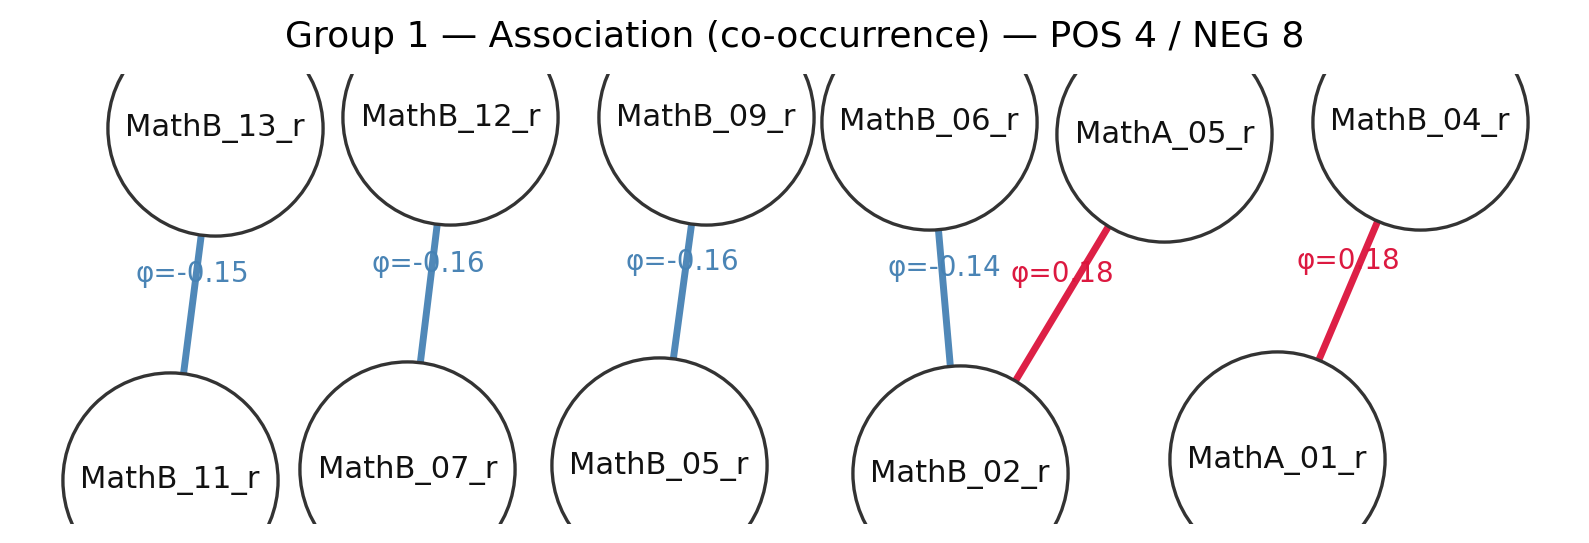 Group 1 — Association (co-occurrence) — POS 4 / NEG 8
MathB_13_r
MathB_12_r
MathB_09_r
MathB_06_r
MathA_05_r
MathB_04_r
φ=-0.15
φ=-0.16
φ=-0.16
φ=-0.14
φ=0.18
φ=0.18
MathB_11_r
MathB_07_r
MathB_05_r
MathB_02_r
MathA_01_r